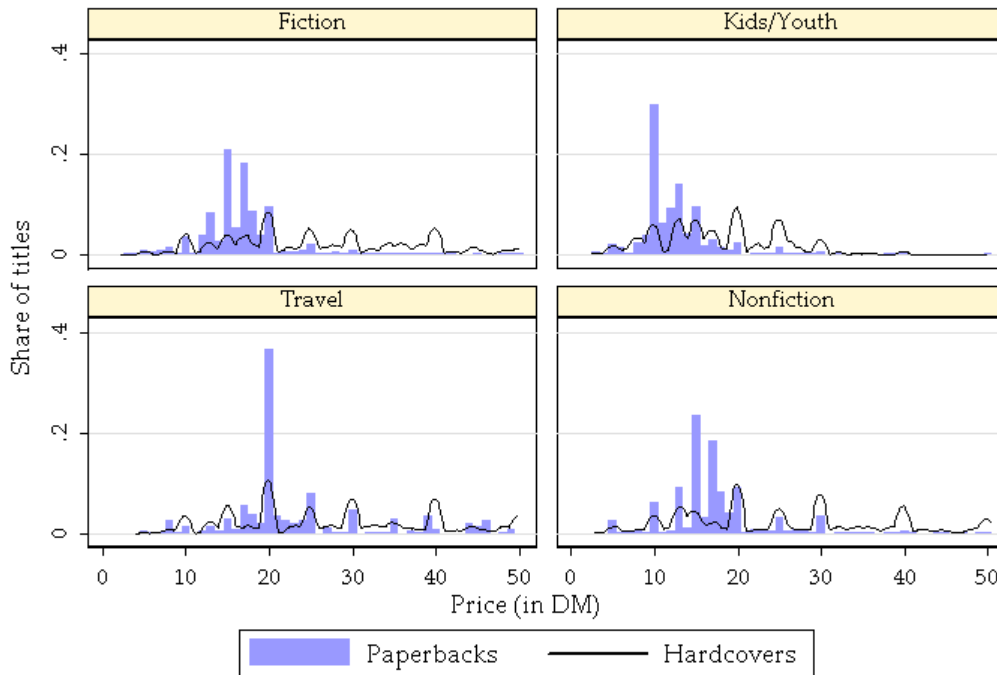 Fiction
Kids/Youth
.4
.2
0
Travel
Nonfiction
.4
.2
0
Share of titles
0 10 20 30 40 50 0 10 20 30 40 50
Price (in DM)
Paperbacks Hardcovers